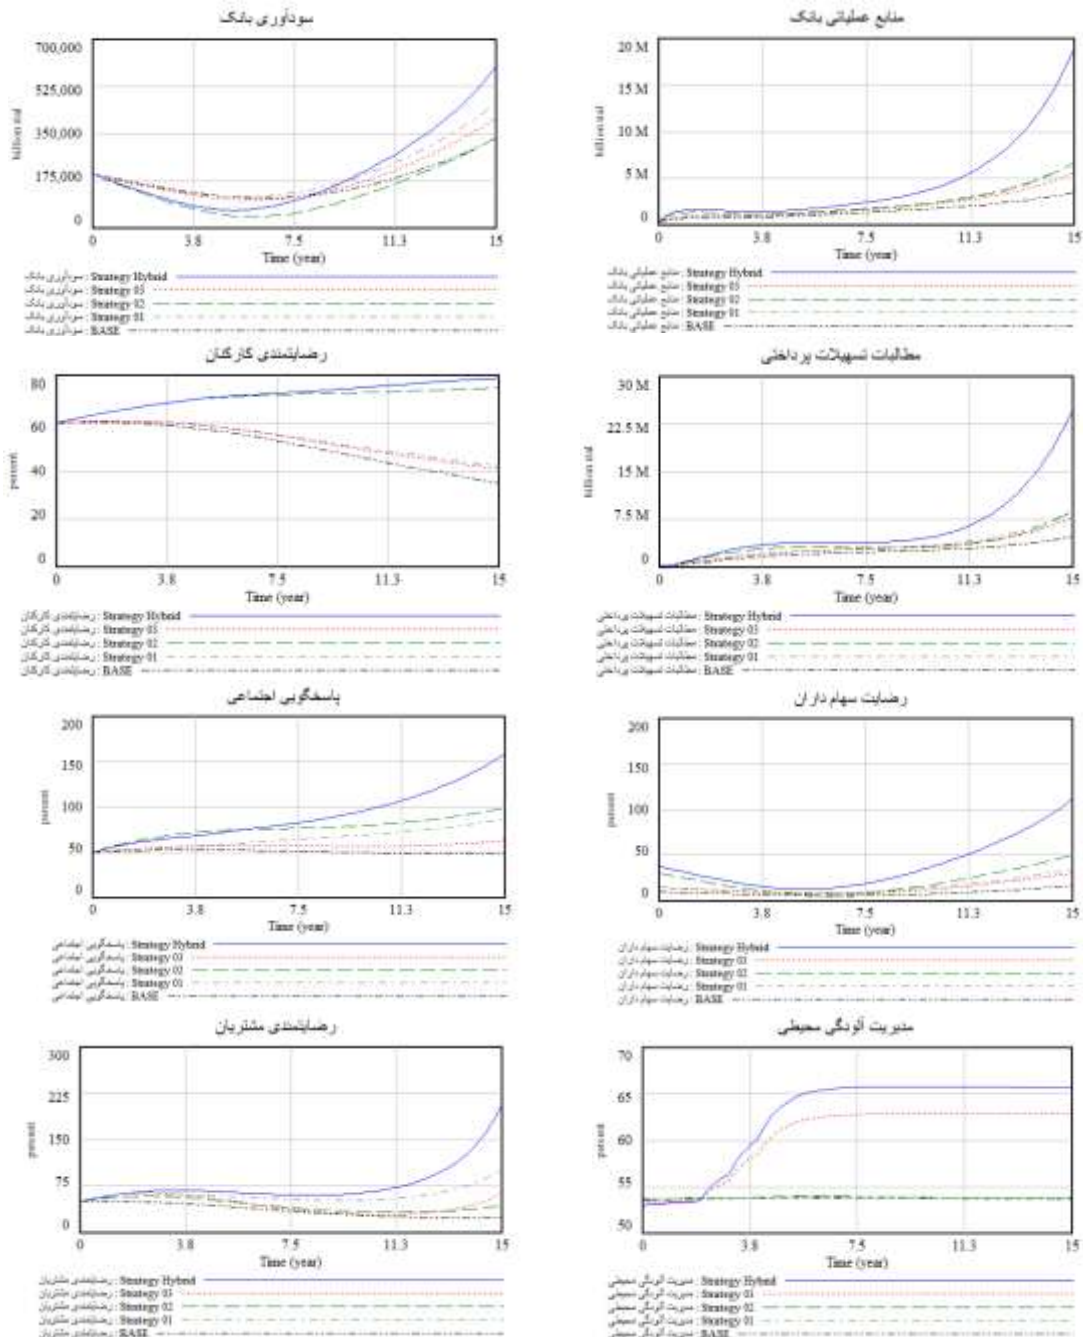 سودآوری بانک
700,000
525,000
350,000
175,000
0
billion rial
0 3.8 7.5 11.3 15
Time (year)
سودآوری بانک : Strategy Hybrid
سودآوری بانک : Strategy 03
سودآوری بانک : Strategy 02
سودآوری بانک : Strategy 01
سودآوری بانک : BASE
منابع عملیاتی بانک
20 M
15 M
10 M
5 M
0
billion rial
0 3.8 7.5 11.3 15
Time (year)
منابع عملیاتی بانک : Strategy Hybrid
منابع عملیاتی بانک : Strategy 03
منابع عملیاتی بانک : Strategy 02
منابع عملیاتی بانک : Strategy 01
منابع عملیاتی بانک : BASE
رضایتمندی کارکنان
80
60
40
20
0
percent
0 3.8 7.5 11.3 15
Time (year)
رضایتمندی کارکنان : Strategy Hybrid
رضایتمندی کارکنان : Strategy 03
رضایتمندی کارکنان : Strategy 02
رضایتمندی کارکنان : Strategy 01
رضایتمندی کارکنان : BASE
مطالبات تسهیلات پرداختی
30 M
22.5 M
15 M
7.5 M
0
billion rial
0 3.8 7.5 11.3 15
Time (year)
مطالبات تسهیلات پرداختی : Strategy Hybrid
مطالبات تسهیلات پرداختی : Strategy 03
مطالبات تسهیلات پرداختی : Strategy 02
مطالبات تسهیلات پرداختی : Strategy 01
مطالبات تسهیلات پرداختی : BASE
پاسخگویی اجتماعی
200
150
100
50
0
percent
0 3.8 7.5 11.3 15
Time (year)
پاسخگویی اجتماعی : Strategy Hybrid
پاسخگویی اجتماعی : Strategy 03
پاسخگویی اجتماعی : Strategy 02
پاسخگویی اجتماعی : Strategy 01
پاسخگویی اجتماعی : BASE
رضایت سهام داران
200
150
100
50
0
percent
0 3.8 7.5 11.3 15
Time (year)
رضایت سهام داران : Strategy Hybrid
رضایت سهام داران : Strategy 03
رضایت سهام داران : Strategy 02
رضایت سهام داران : Strategy 01
رضایت سهام داران : BASE
رضایتمندی مشتریان
300
225
150
75
0
percent
0 3.8 7.5 11.3 15
Time (year)
رضایتمندی مشتریان : Strategy Hybrid
رضایتمندی مشتریان : Strategy 03
رضایتمندی مشتریان : Strategy 02
رضایتمندی مشتریان : Strategy 01
رضایتمندی مشتریان : BASE
مدیریت آلودگی محیطی
70
65
60
55
50
percent
0 3.8 7.5 11.3 15
Time (year)
مدیریت آلودگی محیطی : Strategy Hybrid
مدیریت آلودگی محیطی : Strategy 03
مدیریت آلودگی محیطی : Strategy 02
مدیریت آلودگی محیطی : Strategy 01
مدیریت آلودگی محیطی : BASE